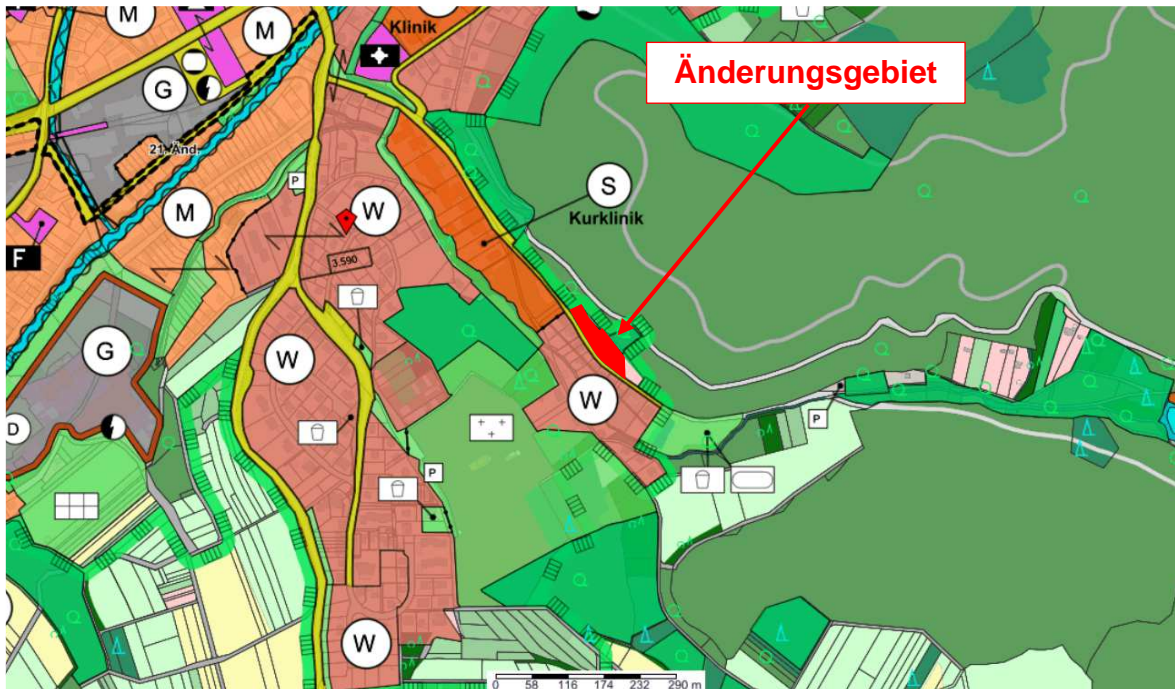 M
M
Klinik
Änderungsgebiet
G
21. Änd.
P
S
M
W
Kurklinik
F
3.590
G
W
W
D
P
P
W
0 58 116 174 232 290 m